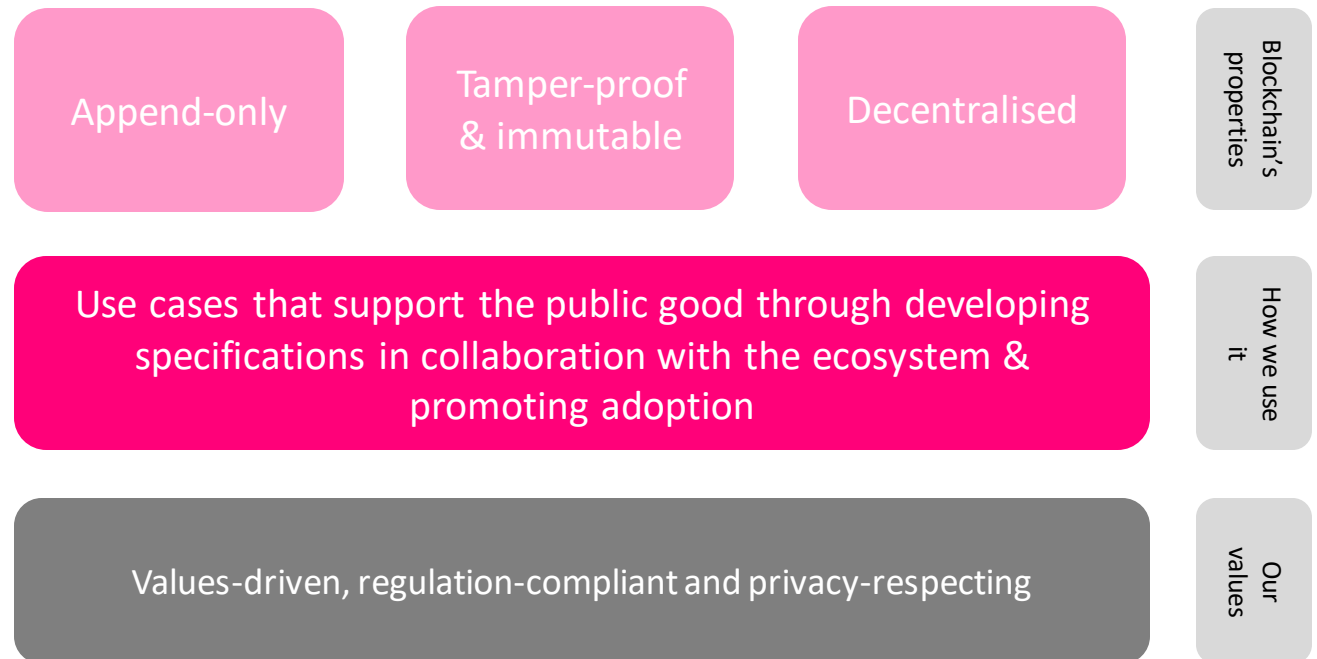 Append-only
Tamper-proof
& immutable
Decentralised
Blockchain’s
properties
Use cases that support the public good through developing
specifications in collaboration with the ecosystem &
promoting adoption
How we use
it
Values-driven, regulation-compliant and privacy-respecting
Our
values